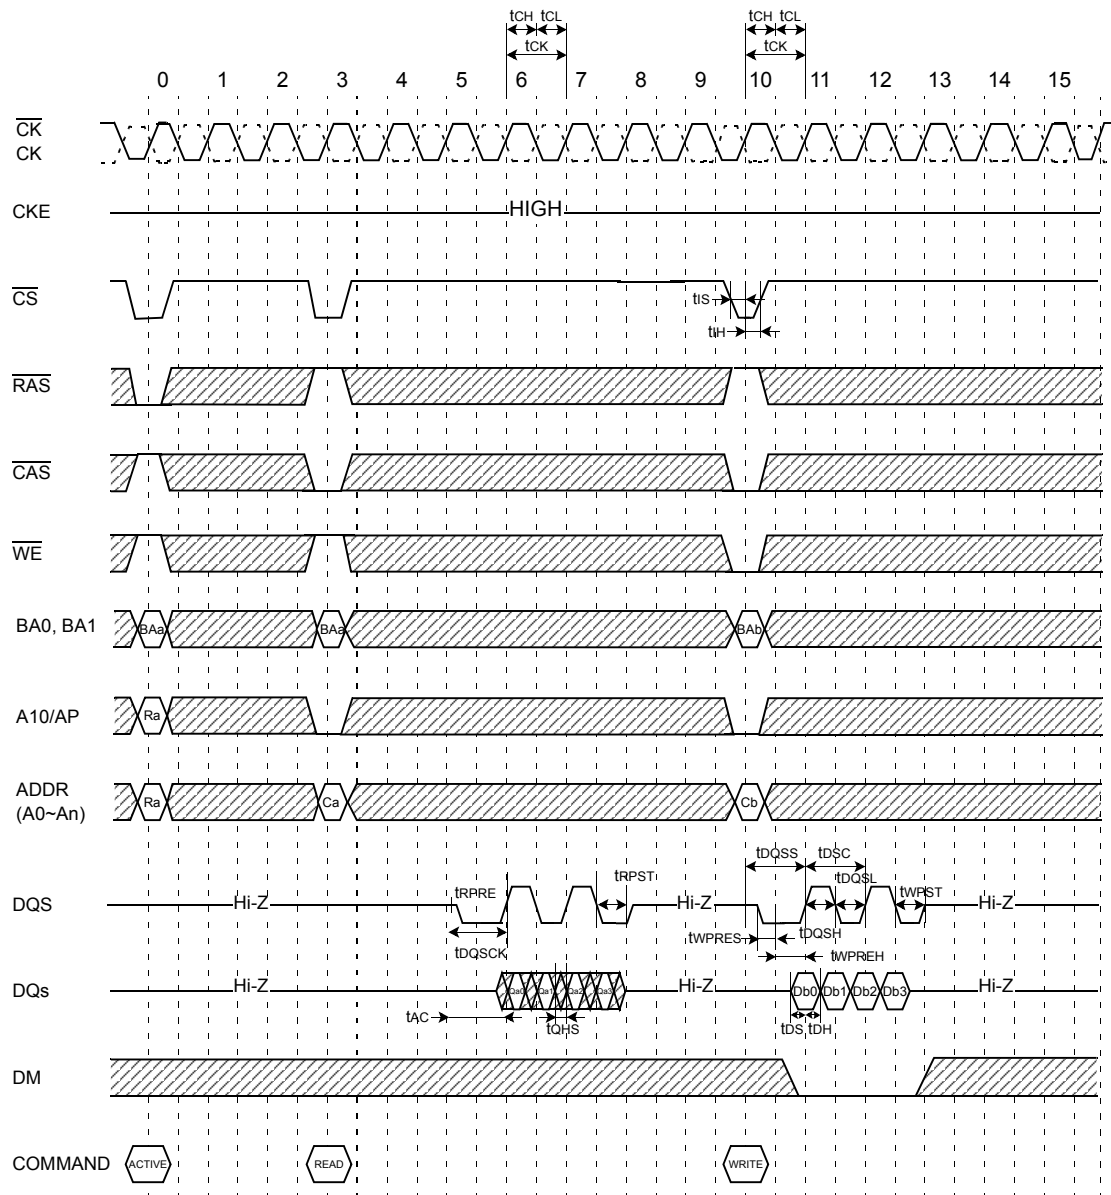 tCH tCL tCH tCL
tCK tCK
0 1 2 3 4 5 6 7 8 9 10 11 12 13 14 15
CK
CK
CKE HIGH
CS
tIS
tIH
RAS
CAS
WE
BA0, BA1 BAa BAa BAb
A10/AP Ra
ADDR
(A0~An) Ra Ca Cb
tDQSS tDSC
tRPRE tRPST tDQSL tWPST
DQS Hi-Z Hi-Z Hi-Z
tDQSCK tWPRES tDQSH
tWPREH
DQs Hi-Z Qa0 Qa1 Qa2 Qa3 Hi-Z Db0 Db1 Db2 Db3 Hi-Z
tAC tQHS tDS tDH
DM
COMMAND ACTIVE READ WRITE